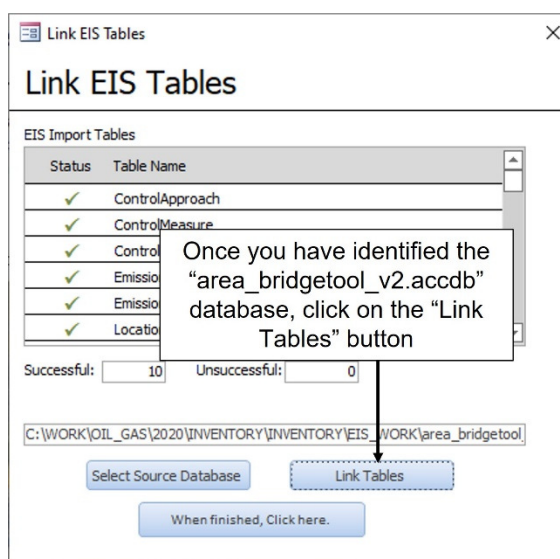 Link EIS Tables
Link EIS Tables
EIS Import Tables
Status Table Name
ControlApproach
ControlMeasure
Once you have identified the
“area_bridgetool_v2.accdb”
database, click on the “Link
Tables” button
Successful: 10 Unsuccessful: 0
C:\WORK\OIL_GAS\2020\INVENTORY\INVENTORY\EIS_WORK\area_bridgetool_
Select Source Database Link Tables
When finished, Click here.